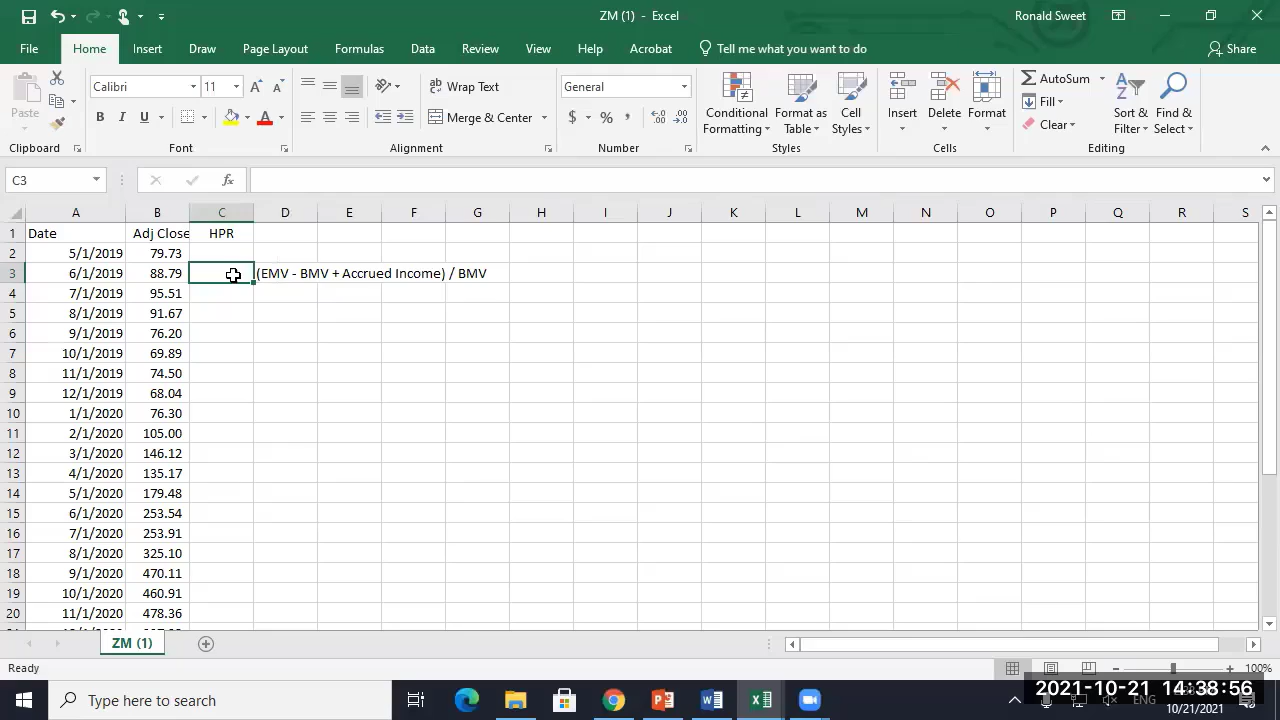 ZM (1) - Excel
Ronald Sweet
File Home Insert Draw Page Layout Formulas Data Review View Help Acrobat Tell me what you want to do Share
Paste
Calibri 11
B I U
Wrap Text
Merge & Center
General
$ % ,
Conditional Formatting
Format as Table
Cell Styles
Insert
Delete
Format
AutoSum
Fill
Clear
Sort & Filter
Find & Select
Clipboard Font Alignment Number Styles Cells Editing
C3 fx
A B C D E F G H I J K L M N O P Q R S
1 Date Adj Close HPR
2 5/1/2019 79.73
3 6/1/2019 88.79 (EMV - BMV + Accrued Income) / BMV
4 7/1/2019 95.51
5 8/1/2019 91.67
6 9/1/2019 76.20
7 10/1/2019 69.89
8 11/1/2019 74.50
9 12/1/2019 68.04
10 1/1/2020 76.30
11 2/1/2020 105.00
12 3/1/2020 146.12
13 4/1/2020 135.17
14 5/1/2020 179.48
15 6/1/2020 253.54
16 7/1/2020 253.91
17 8/1/2020 325.10
18 9/1/2020 470.11
19 10/1/2020 460.91
20 11/1/2020 478.36
ZM (1)
Ready
100%
Type here to search
2021-10-21 14:38:56
ENG
10/21/2021